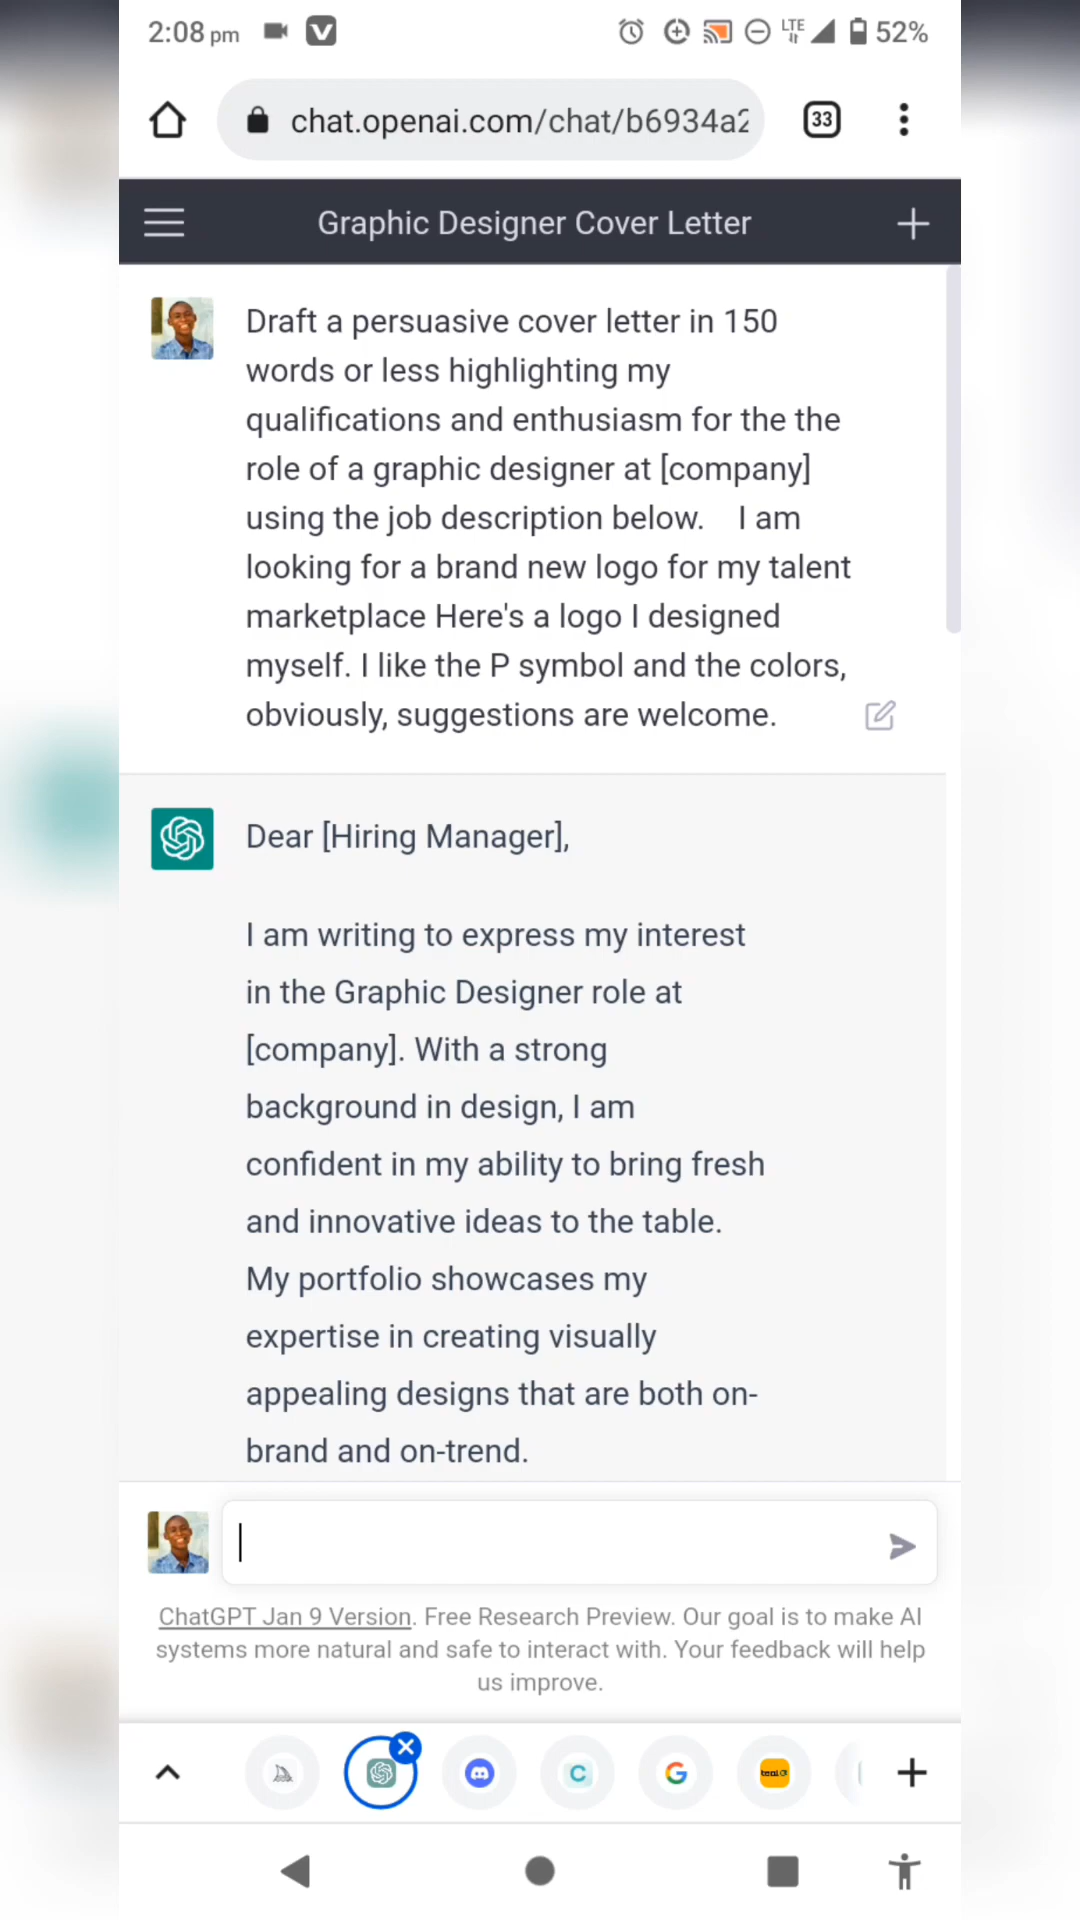 2:08 pm
LTE
52%
chat.openai.com/chat/b6934a2
33
Graphic Designer Cover Letter
Draft a persuasive cover letter in 150
words or less highlighting my
qualifications and enthusiasm for the the
role of a graphic designer at [company]
using the job description below. I am
looking for a brand new logo for my talent
marketplace Here's a logo I designed
myself. I like the P symbol and the colors,
obviously, suggestions are welcome.
Dear [Hiring Manager],
I am writing to express my interest
in the Graphic Designer role at
[company]. With a strong
background in design, I am
confident in my ability to bring fresh
and innovative ideas to the table.
My portfolio showcases my
expertise in creating visually
appealing designs that are both on-
brand and on-trend.
ChatGPT Jan 9 Version. Free Research Preview. Our goal is to make AI
systems more natural and safe to interact with. Your feedback will help
us improve.